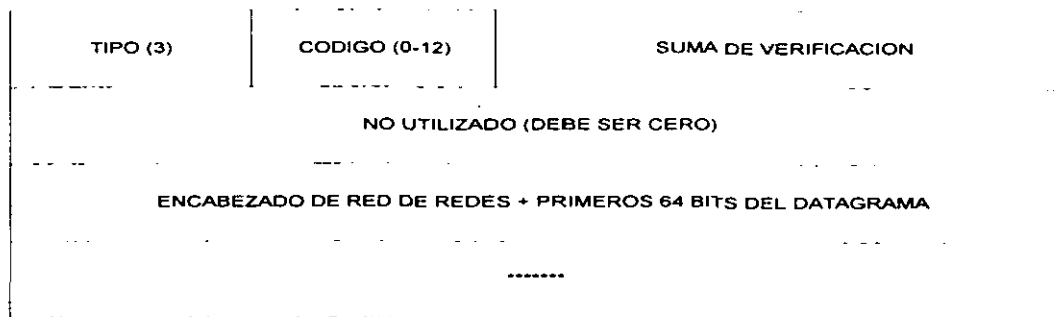 TIPO (3) CODIGO (0-12) SUMA DE VERIFICACION
NO UTILIZADO (DEBE SER CERO)
ENCABEZADO DE RED DE REDES + PRIMEROS 64 BITS DEL DATAGRAMA
.......